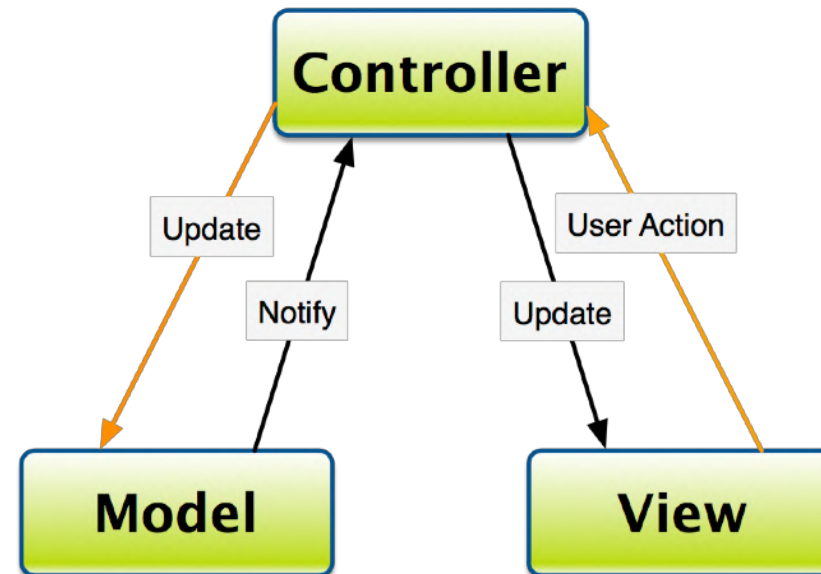 Controller
Update
User Action
Notify
Update
Model
View